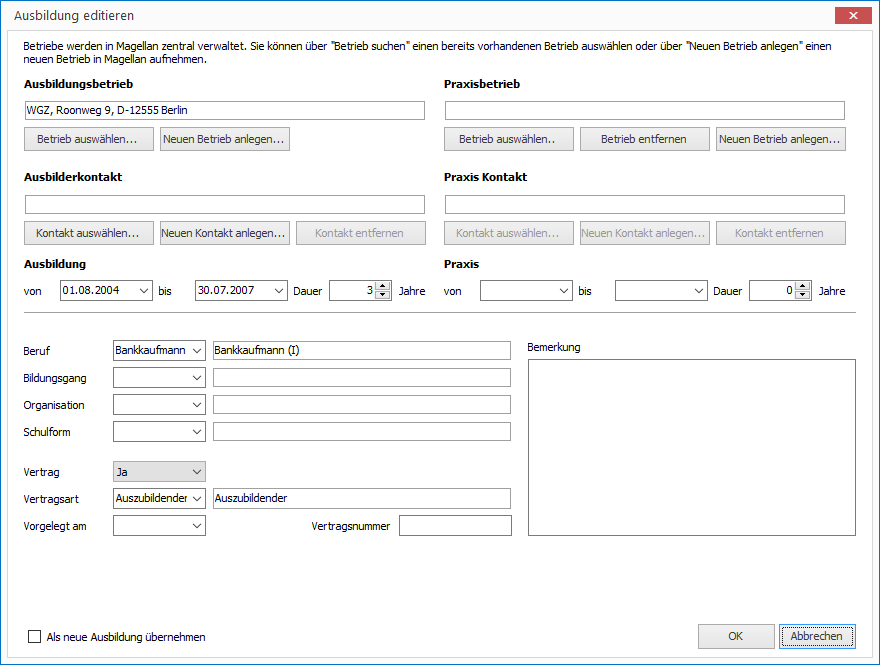 Ausbildung editieren
Betriebe werden in Magellan zentral verwaltet. Sie können über "Betrieb suchen" einen bereits vorhandenen Betrieb auswählen oder über "Neuen Betrieb anlegen" einen
neuen Betrieb in Magellan aufnehmen.
Ausbildungsbetrieb
WGZ, Roonweg 9, D-12555 Berlin
Betrieb auswählen... Neuen Betrieb anlegen...
Praxisbetrieb
Betrieb auswählen.. Betrieb entfernen Neuen Betrieb anlegen...
Ausbilderkontakt
Kontakt auswählen... Neuen Kontakt anlegen... Kontakt entfernen
Praxis Kontakt
Kontakt auswählen... Neuen Kontakt anlegen... Kontakt entfernen
Ausbildung
von 01.08.2004 bis 30.07.2007 Dauer 3 Jahre
Praxis
von bis Dauer 0 Jahre
Beruf Bankkaufmann Bankkaufmann (I)
Bildungsgang
Organisation
Schulform
Vertrag Ja
Vertragsart Auszubildender Auszubildender
Vorgelegt am Vertragsnummer
Bemerkung
Als neue Ausbildung übernehmen
OK Abbrechen